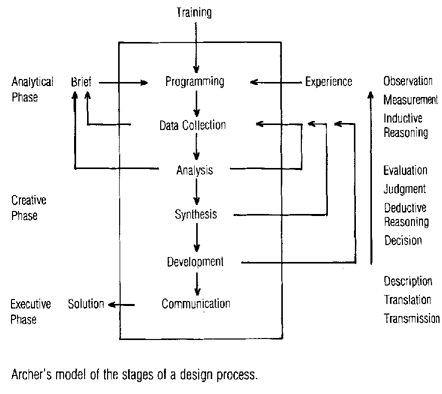 Training
Analytical Phase
Brief
Programming
Experience
Observation
Measurement
Inductive
Reasoning
Data Collection
Analysis
Evaluation
Judgment
Deductive
Reasoning
Decision
Creative
Phase
Synthesis
Development
Description
Translation
Transmission
Executive
Phase
Solution
Communication
Archer's model of the stages of a design process.